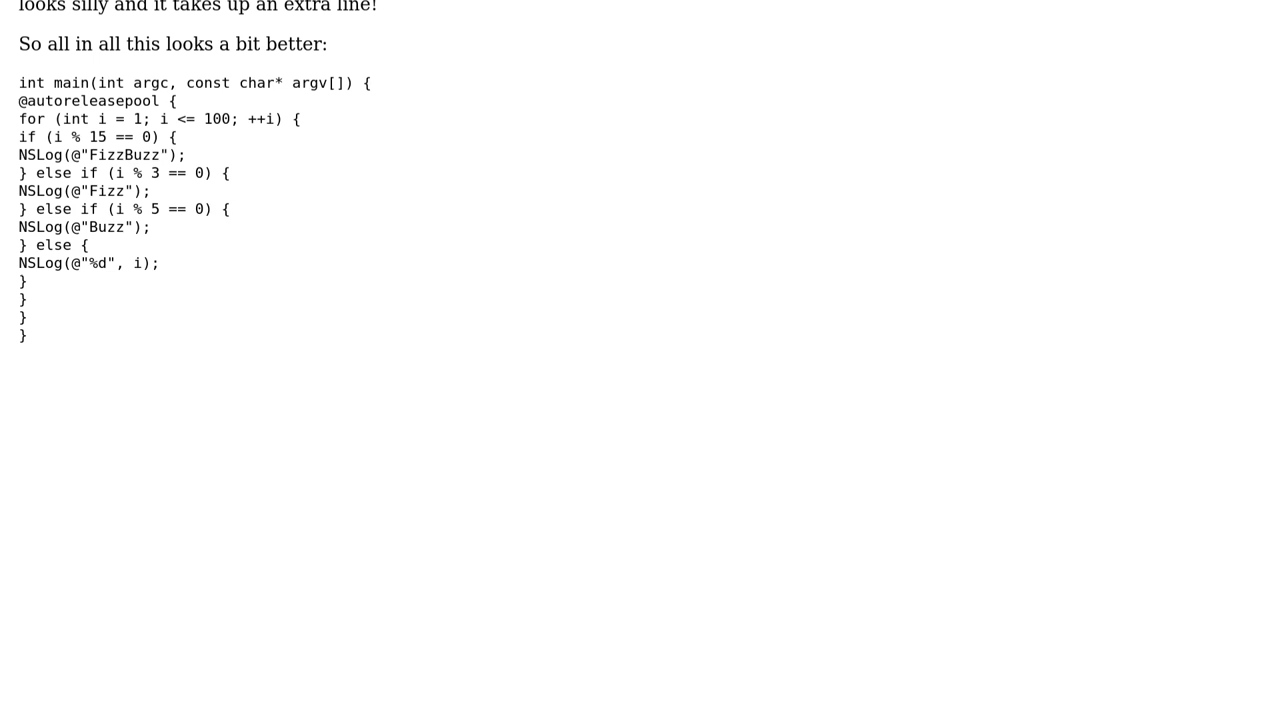 looks silly and it takes up an extra line!
So all in all this looks a bit better:
int main(int argc, const char* argv[]) {
@autoreleasepool {
for (int i = 1; i <= 100; ++i) {
if (i % 15 == 0) {
NSLog(@"FizzBuzz");
} else if (i % 3 == 0) {
NSLog(@"Fizz");
} else if (i % 5 == 0) {
NSLog(@"Buzz");
} else {
NSLog(@"%d", i);
}
}
}
}